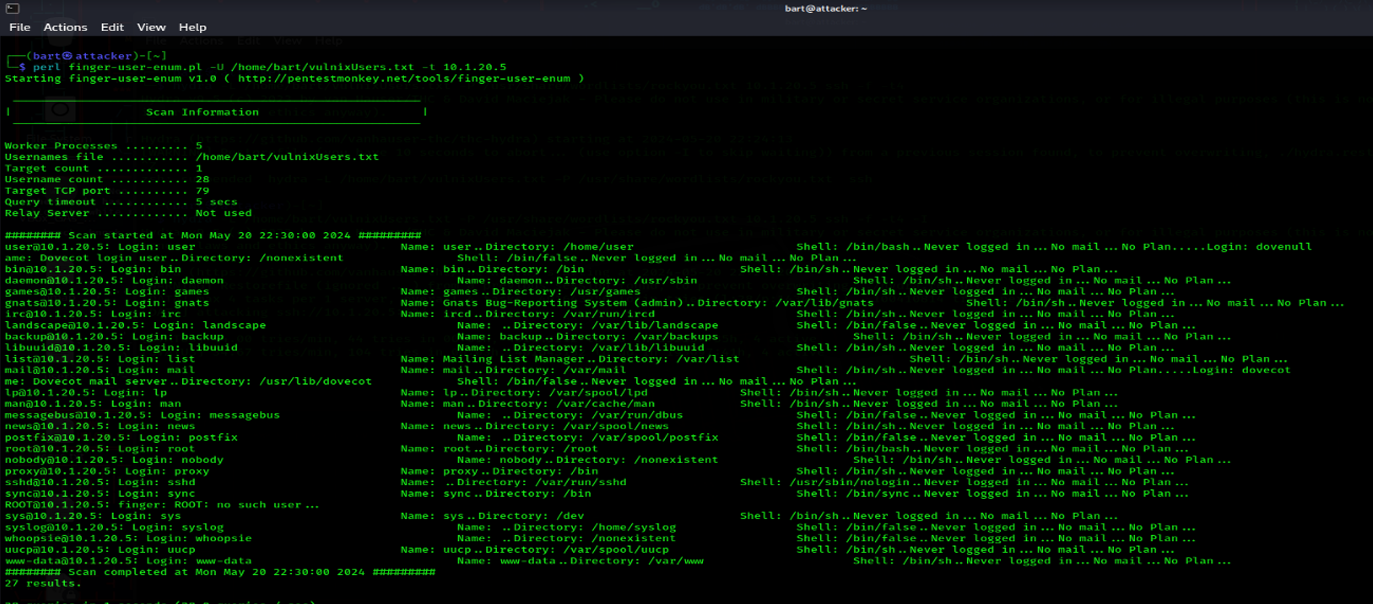 bart@attacker: ~
File Actions Edit View Help
┌──(bart㉿attacker)-[~]
└─$ perl finger-user-enum.pl -U /home/bart/vulnixUsers.txt -t 10.1.20.5
Starting finger-user-enum v1.0 ( http://pentestmonkey.net/tools/finger-user-enum )
| Scan Information |
Worker Processes ......... 5
Usernames file ........... /home/bart/vulnixUsers.txt
Target count ............. 1
Username count ........... 28
Target TCP port .......... 79
Query timeout ............ 5 secs
Relay Server ............. Not used
######## Scan started at Mon May 20 22:30:00 2024 #########
user@10.1.20.5: Login: user Name: user..Directory: /home/user Shell: /bin/bash..Never logged in...No mail...No Plan.....Login: dovenull
ame: Dovecot login user..Directory: /nonexistent Shell: /bin/false..Never logged in...No mail...No Plan...
bin@10.1.20.5: Login: bin Name: bin..Directory: /bin Shell: /bin/sh..Never logged in...No mail...No Plan...
daemon@10.1.20.5: Login: daemon Name: daemon..Directory: /usr/sbin Shell: /bin/sh..Never logged in...No mail...No Plan...
games@10.1.20.5: Login: games Name: games..Directory: /usr/games Shell: /bin/sh..Never logged in...No mail...No Plan...
gnats@10.1.20.5: Login: gnats Name: Gnats Bug-Reporting System (admin)..Directory: /var/lib/gnats Shell: /bin/sh..Never logged in...No mail...No Plan...
irc@10.1.20.5: Login: irc Name: ircd..Directory: /var/run/ircd Shell: /bin/sh..Never logged in...No mail...No Plan...
landscape@10.1.20.5: Login: landscape Name: ..Directory: /var/lib/landscape Shell: /bin/false..Never logged in...No mail...No Plan...
backup@10.1.20.5: Login: backup Name: backup..Directory: /var/backups Shell: /bin/sh..Never logged in...No mail...No Plan...
libuuid@10.1.20.5: Login: libuuid Name: ..Directory: /var/lib/libuuid Shell: /bin/sh..Never logged in...No mail...No Plan...
list@10.1.20.5: Login: list Name: Mailing List Manager..Directory: /var/list Shell: /bin/sh..Never logged in...No mail...No Plan...
mail@10.1.20.5: Login: mail Name: mail..Directory: /var/mail Shell: /bin/sh..Never logged in...No mail...No Plan.....Login: dovecot
me: Dovecot mail server..Directory: /usr/lib/dovecot Shell: /bin/false..Never logged in...No mail...No Plan...
lp@10.1.20.5: Login: lp Name: lp..Directory: /var/spool/lpd Shell: /bin/sh..Never logged in...No mail...No Plan...
man@10.1.20.5: Login: man Name: man..Directory: /var/cache/man Shell: /bin/sh..Never logged in...No mail...No Plan...
messagebus@10.1.20.5: Login: messagebus Name: ..Directory: /var/run/dbus Shell: /bin/false..Never logged in...No mail...No Plan...
news@10.1.20.5: Login: news Name: news..Directory: /var/spool/news Shell: /bin/sh..Never logged in...No mail...No Plan...
postfix@10.1.20.5: Login: postfix Name: ..Directory: /var/spool/postfix Shell: /bin/false..Never logged in...No mail...No Plan...
root@10.1.20.5: Login: root Name: root..Directory: /root Shell: /bin/bash..Never logged in...No mail...No Plan...
nobody@10.1.20.5: Login: nobody Name: nobody..Directory: /nonexistent Shell: /bin/sh..Never logged in...No mail...No Plan...
proxy@10.1.20.5: Login: proxy Name: proxy..Directory: /bin Shell: /bin/sh..Never logged in...No mail...No Plan...
sshd@10.1.20.5: Login: sshd Name: ..Directory: /var/run/sshd Shell: /usr/sbin/nologin..Never logged in...No mail...No Plan...
sync@10.1.20.5: Login: sync Name: sync..Directory: /bin Shell: /bin/sync..Never logged in...No mail...No Plan...
ROOT@10.1.20.5: finger: ROOT: no such user...
sys@10.1.20.5: Login: sys Name: sys..Directory: /dev Shell: /bin/sh..Never logged in...No mail...No Plan...
syslog@10.1.20.5: Login: syslog Name: ..Directory: /home/syslog Shell: /bin/false..Never logged in...No mail...No Plan...
whoopsie@10.1.20.5: Login: whoopsie Name: ..Directory: /nonexistent Shell: /bin/false..Never logged in...No mail...No Plan...
uucp@10.1.20.5: Login: uucp Name: uucp..Directory: /var/spool/uucp Shell: /bin/sh..Never logged in...No mail...No Plan...
www-data@10.1.20.5: Login: www-data Name: www-data..Directory: /var/www Shell: /bin/sh..Never logged in...No mail...No Plan...
######## Scan completed at Mon May 20 22:30:00 2024 #########
27 results.